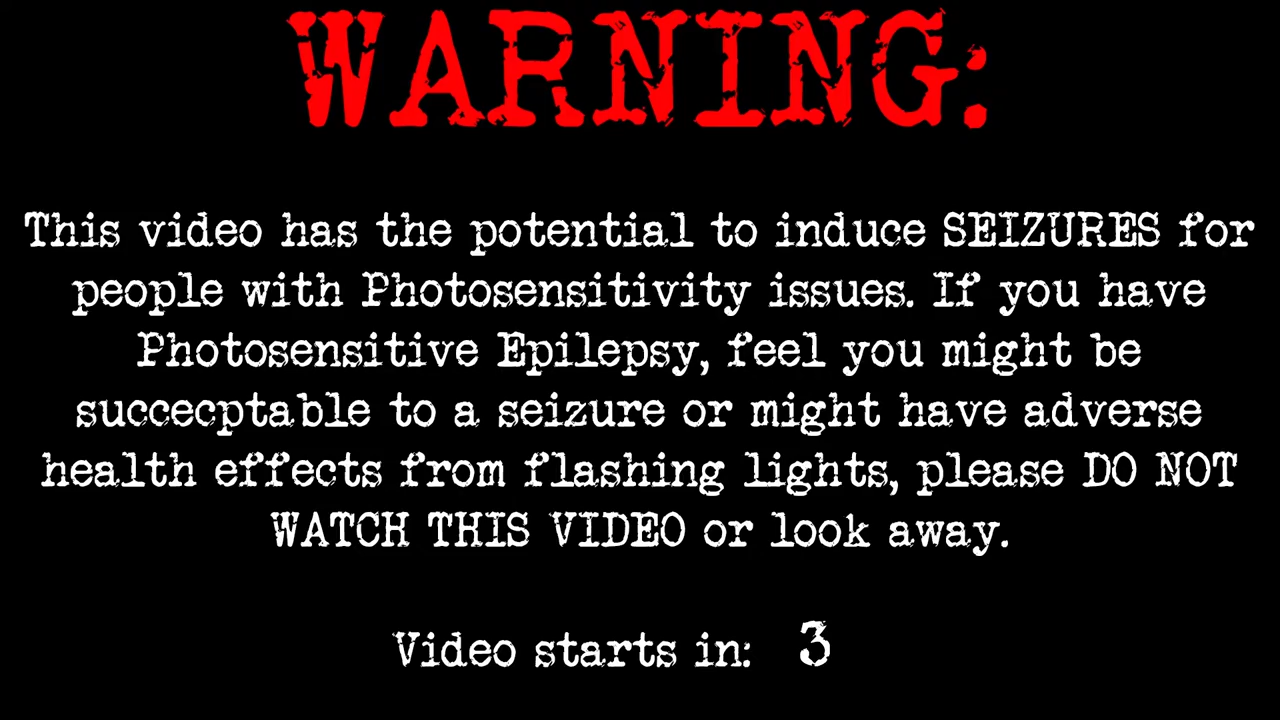 WARNING:
This video has the potential to induce SEIZURES for
people with Photosensitivity issues. If you have
Photosensitive Epilepsy, feel you might be
succecptable to a seizure or might have adverse
health effects from flashing lights, please DO NOT
WATCH THIS VIDEO or look away.
Video starts in: 3